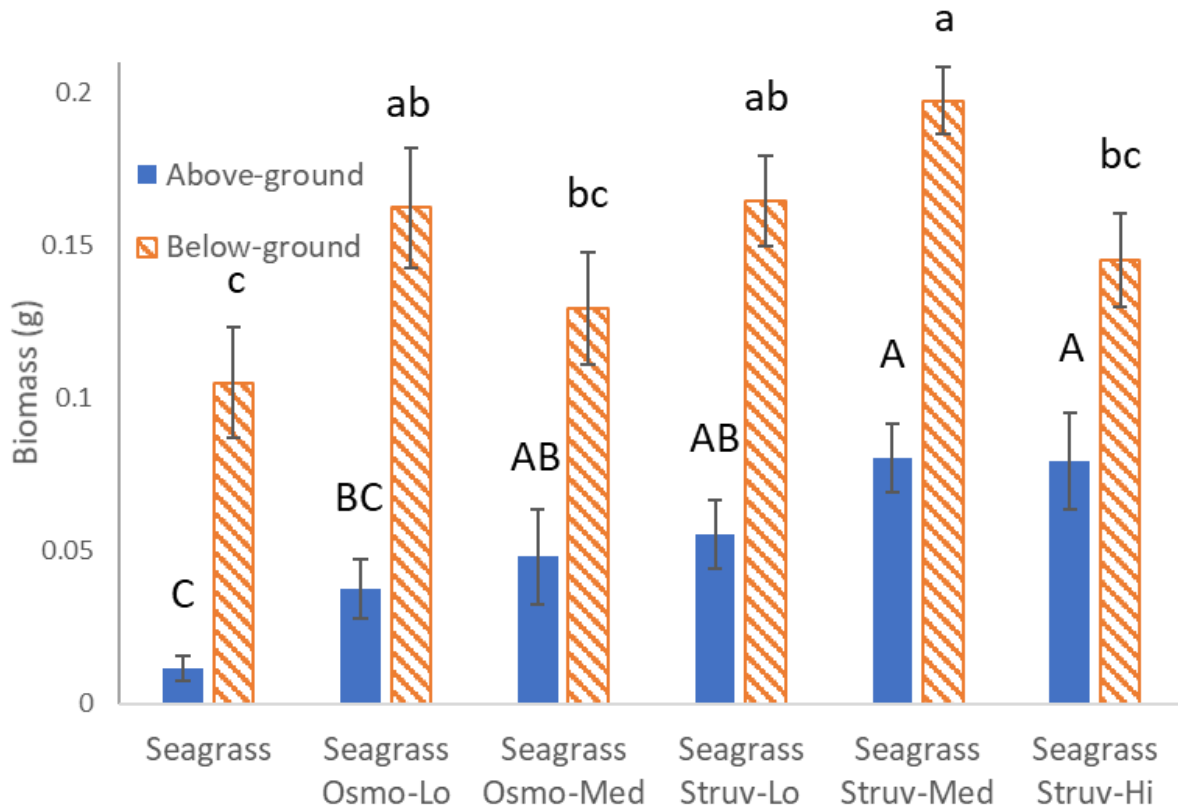 a
0.2
ab
ab
Above-ground
bc
bc
0.15
Below-ground
c
Biomass (g)
A
A
0.1
AB
AB
BC
0.05
C
0
Seagrass
Seagrass
Osmo-Lo
Seagrass
Osmo-Med
Seagrass
Struv-Lo
Seagrass
Struv-Med
Seagrass
Struv-Hi